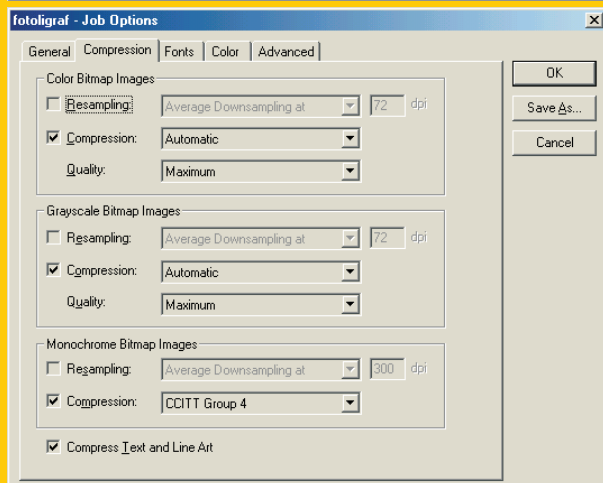 fotoligraf - Job Options
General Compression Fonts Color Advanced
OK
Save As...
Cancel
Color Bitmap Images
Resampling: Average Downsampling at 72 dpi
Compression: Automatic
Quality: Maximum
Grayscale Bitmap Images
Resampling: Average Downsampling at 72 dpi
Compression: Automatic
Quality: Maximum
Monochrome Bitmap Images
Resampling: Average Downsampling at 300 dpi
Compression: CCITT Group 4
Compress Text and Line Art